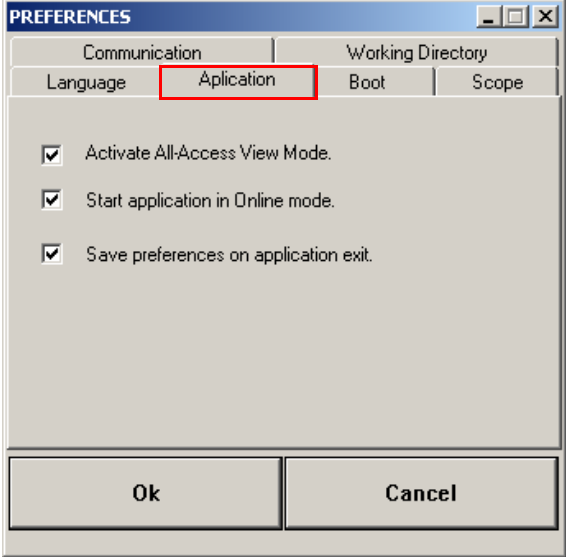 PREFERENCES
Communication Working Directory
Language Aplication Boot Scope
Activate All-Access View Mode.
Start application in Online mode.
Save preferences on application exit.
Ok Cancel